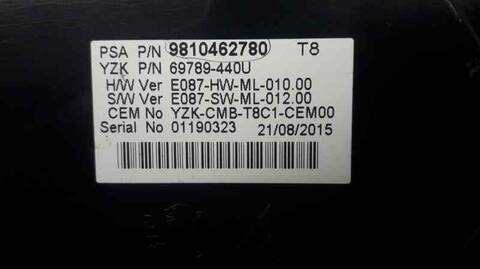 PSA P/N 9810462780 T8
YZK P/N 69789-440U
H/W Ver E087-HW-ML-010.00
S/W Ver E087-SW-ML-012.00
CEM No YZK-CMB-T8C1-CEM00
Serial No 01190323 21/08/2015